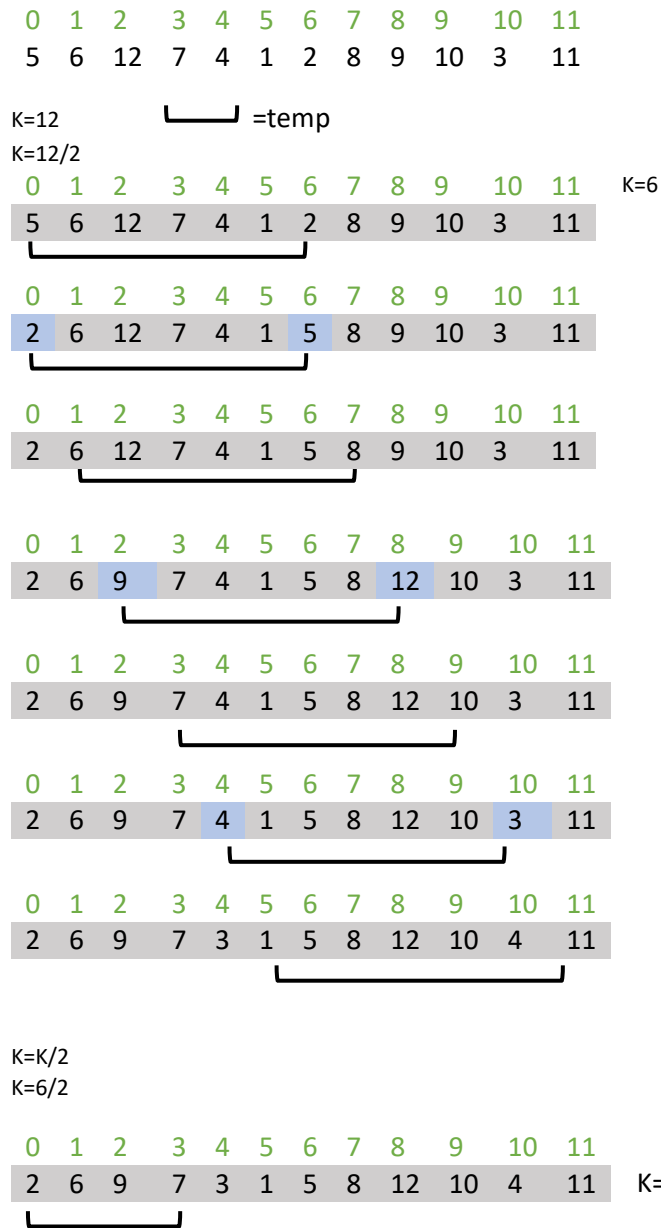 0 1 2 3 4 5 6 7 8 9 10 11
5 6 12 7 4 1 2 8 9 10 3 11
K=12 =temp
K=12/2
0 1 2 3 4 5 6 7 8 9 10 11 K=6
5 6 12 7 4 1 2 8 9 10 3 11
0 1 2 3 4 5 6 7 8 9 10 11
2 6 12 7 4 1 5 8 9 10 3 11
0 1 2 3 4 5 6 7 8 9 10 11
2 6 12 7 4 1 5 8 9 10 3 11
0 1 2 3 4 5 6 7 8 9 10 11
2 6 9 7 4 1 5 8 12 10 3 11
0 1 2 3 4 5 6 7 8 9 10 11
2 6 9 7 4 1 5 8 12 10 3 11
0 1 2 3 4 5 6 7 8 9 10 11
2 6 9 7 4 1 5 8 12 10 3 11
0 1 2 3 4 5 6 7 8 9 10 11
2 6 9 7 3 1 5 8 12 10 4 11
K=K/2
K=6/2
0 1 2 3 4 5 6 7 8 9 10 11
2 6 9 7 3 1 5 8 12 10 4 11 K=